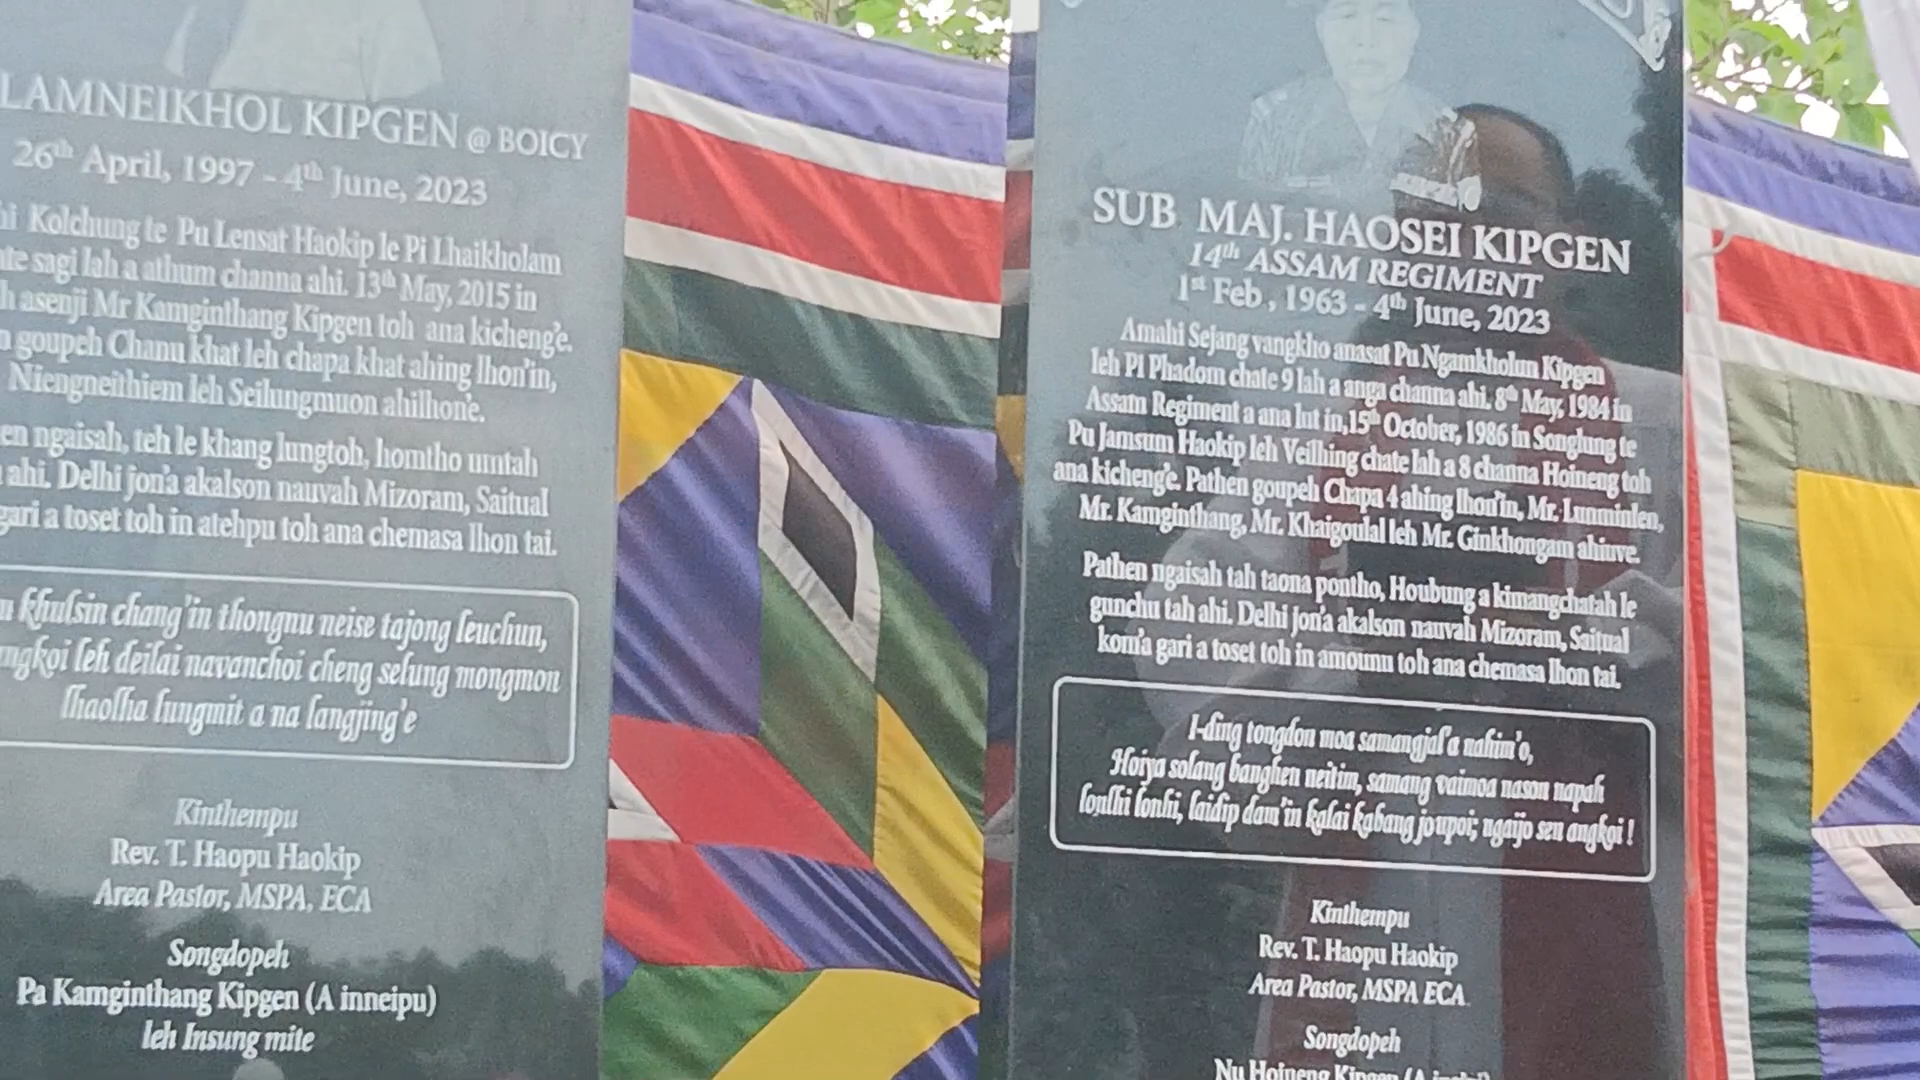 LAMNEIKHOL KIPGEN @ BOICY
26th April, 1997 - 4th June, 2023
Kolchung te Pu Lensat Haokip le Pi Lhaikholam
sagi lah a athum channa ahi. 13th May, 2015 in
asenji Mr Kamginthang Kipgen toh ana kicheng'e.
goupeh Chanu khat leh chapa khat ahing lhon'in,
Niengneithiem leh Seilungmuon ahilhon'e.
ngaisah, teh le khang lungtoh, homtho umtah
ahi. Delhi jon'a akalson nauvah Mizoram, Saitual
gari a toset toh in atehpu toh ana chemasa lhon tai.
khulsin chang'in thongnu neise tajong leuchun,
leh deilai navanchoi cheng selung mongmon
lhaolha lungmit a na langjing'e
Kinthempu
Rev. T. Haopu Haokip
Area Pastor, MSPA, ECA
Songdopeh
Pa Kamginthang Kipgen (A inneipu)
leh Insung mite
SUB MAJ. HAOSEI KIPGEN
14th ASSAM REGIMENT
1st Feb, 1963 - 4th June, 2023
Amahi Sejang vangkho anasat Pu Ngamkholun Kipgen
leh Pi Phadom chate 9 lah a anga channa ahi. 8th May, 1984 in
Assam Regiment a ana lut in, 15th October, 1986 in Songlung te
Pu Jamsum Haokip leh Veilhing chate lah a 8 channa Hoineng toh
ana kicheng'e. Pathen goupeh Chapa 4 ahing lhon'in, Mr. Lunminlen,
Mr. Kamginthang, Mr. Khaigoulal leh Mr. Ginkhongam ahiuve.
Pathen ngaisah tah taona pontho, Houbung a kimangchatah le
gunchu tah ahi. Delhi jon'a akalson nauvah Mizoram, Saitual
kom'a gari a toset toh in amounu toh ana chemasa lhon tai.
I-ding tongdon moa samangjal'a nahim'o,
Hoiya solang banghen neitim, samang vaimoa nason napah
lonlhi lonhi, laidip dam'in kalai kabang joupoi; ngaijo sen angkoi !
Kinthempu
Rev. T. Haopu Haokip
Area Pastor, MSPA ECA
Songdopeh
Nu Hoineng Kipgen